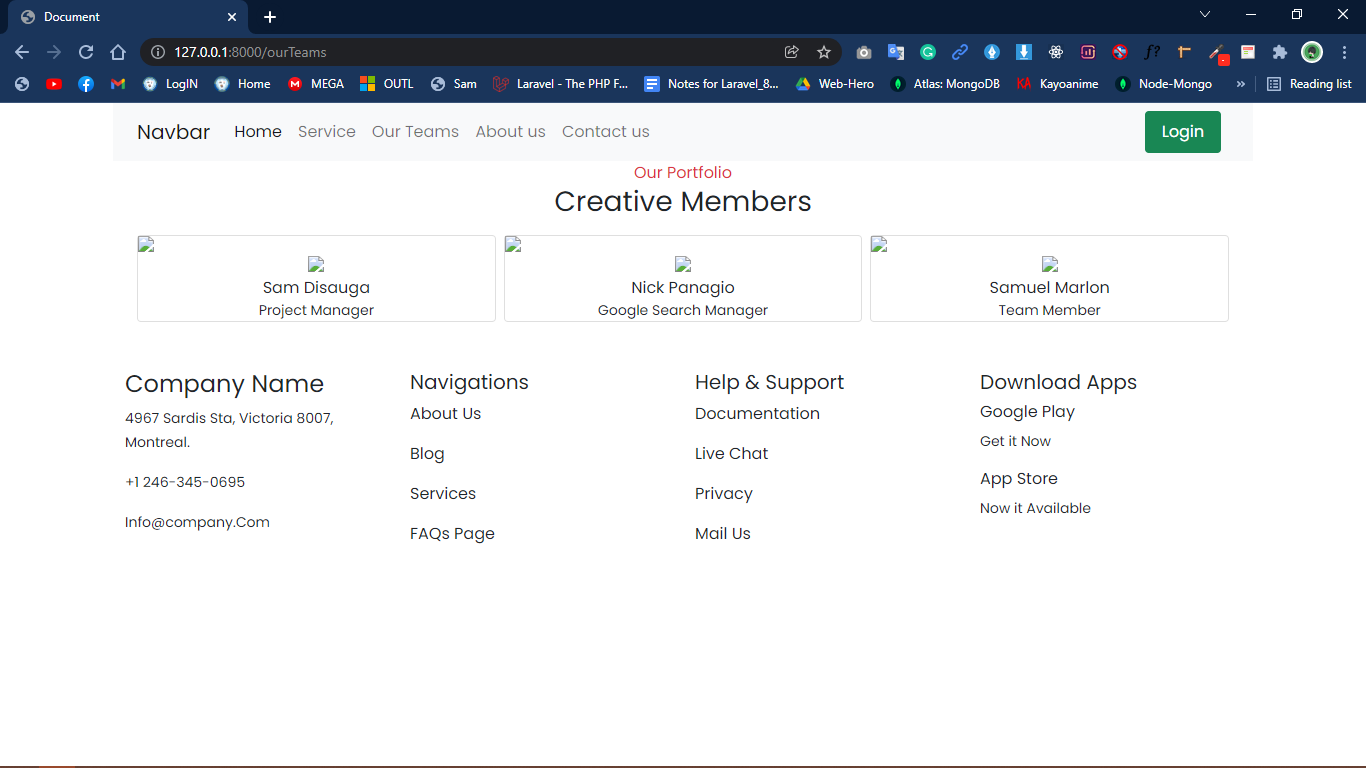 Document
127.0.0.1:8000/ourTeams
LogIN Home MEGA OUTL Sam Laravel - The PHP F... Notes for Laravel_8... Web-Hero Atlas: MongoDB KA Kayoanime Node-Mongo » Reading list
Navbar Home Service Our Teams About us Contact us Login
Our Portfolio
Creative Members
Sam Disauga Nick Panagio Samuel Marlon
Project Manager Google Search Manager Team Member
Company Name Navigations Help & Support Download Apps
4967 Sardis Sta, Victoria 8007, About Us Documentation Google Play
Montreal. Get it Now
Blog Live Chat
+1 246-345-0695 App Store
Services Privacy
Info@company.Com Now it Available
FAQs Page Mail Us